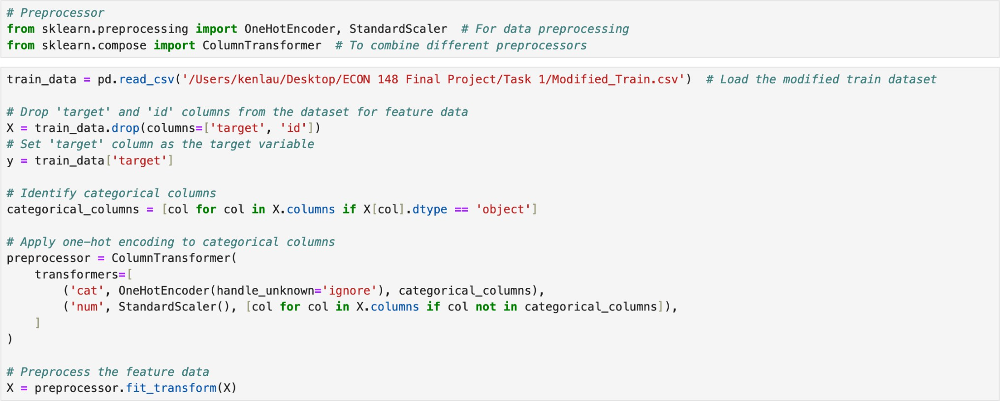 # Preprocessor
from sklearn.preprocessing import OneHotEncoder, StandardScaler  # For data preprocessing
from sklearn.compose import ColumnTransformer  # To combine different preprocessors
train_data = pd.read_csv('/Users/kenlau/Desktop/ECON 148 Final Project/Task 1/Modified_Train.csv')  # Load the modified train dataset
# Drop 'target' and 'id' columns from the dataset for feature data
X = train_data.drop(columns=['target', 'id'])
# Set 'target' column as the target variable
y = train_data['target']
# Identify categorical columns
categorical_columns = [col for col in X.columns if X[col].dtype == 'object']
# Apply one-hot encoding to categorical columns
preprocessor = ColumnTransformer(
    transformers=[
        ('cat', OneHotEncoder(handle_unknown='ignore'), categorical_columns),
        ('num', StandardScaler(), [col for col in X.columns if col not in categorical_columns]),
    ]
)
# Preprocess the feature data
X = preprocessor.fit_transform(X)